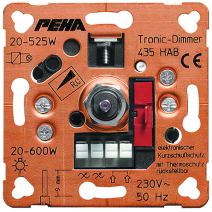 PEHA
20-525W
Tronic-Dimmer
435 HAB
CE
R,C
20-600W
elektronischer
Kurzschlußschutz
mit Thermoschutz
rückstellbar
230V~
50 Hz